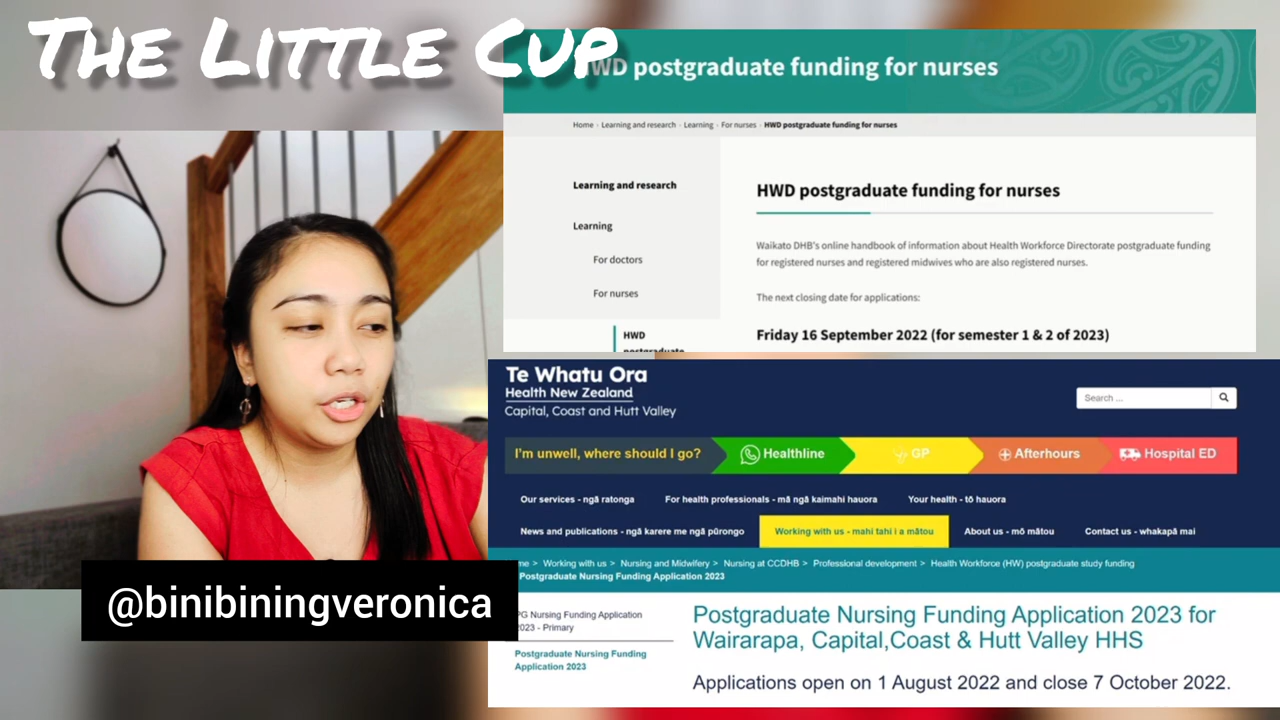 THE LITTLE CUP
WD postgraduate funding for nurses
Home › Learning and research › Learning › For nurses › HWD postgraduate funding for nurses
Learning and research
Learning
For doctors
For nurses
HWD
postgraduate
HWD postgraduate funding for nurses
Waikato DHB's online handbook of information about Health Workforce Directorate postgraduate funding
for registered nurses and registered midwives who are also registered nurses.
The next closing date for applications:
Friday 16 September 2022 (for semester 1 & 2 of 2023)
Te Whatu Ora
Health New Zealand
Capital, Coast and Hutt Valley
Search ...
I'm unwell, where should I go?
Healthline
GP
Afterhours
Hospital ED
Our services - ngā ratonga
For health professionals - mā ngā kaimahi hauora
Your health - tō hauora
News and publications - ngā karere me ngā pūrongo
Working with us - mahi tahi i a mātou
About us - mō mātou
Contact us - whakapā mai
me > Working with us > Nursing and Midwifery > Nursing at CCDHB > Professional development > Health Workforce (HW) postgraduate study funding
Postgraduate Nursing Funding Application 2023
PG Nursing Funding Application
2023 - Primary
Postgraduate Nursing Funding
Application 2023
Postgraduate Nursing Funding Application 2023 for
Wairarapa, Capital,Coast & Hutt Valley HHS
Applications open on 1 August 2022 and close 7 October 2022.
@binibiningveronica